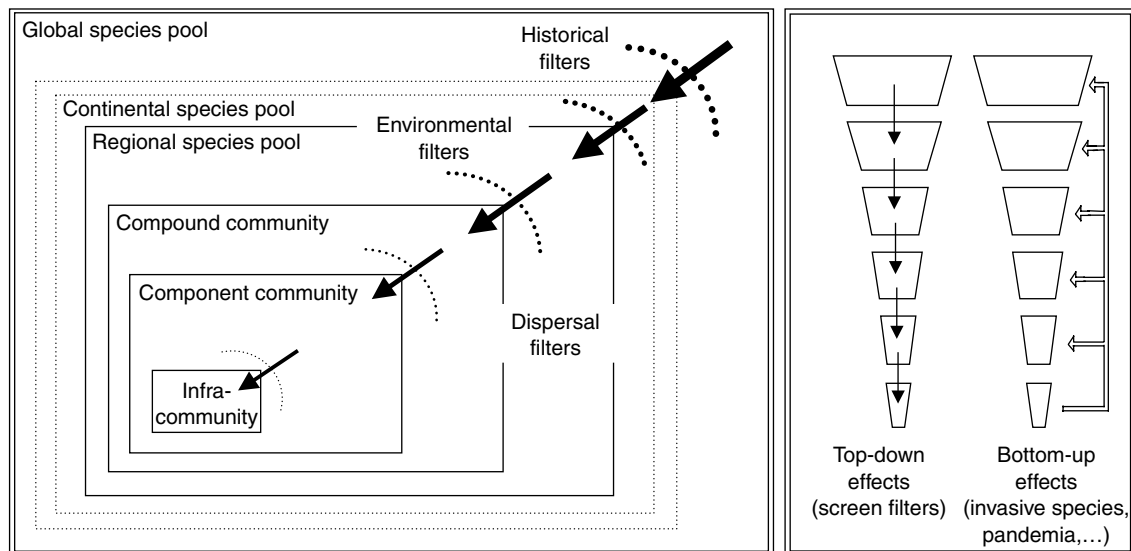 Global species pool
Historical
filters
Continental species pool
Environmental
filters
Regional species pool
Compound community
Component community
Dispersal
filters
Infra-
community
Top-down
effects
(screen filters)
Bottom-up
effects
(invasive species,
pandemia,...)